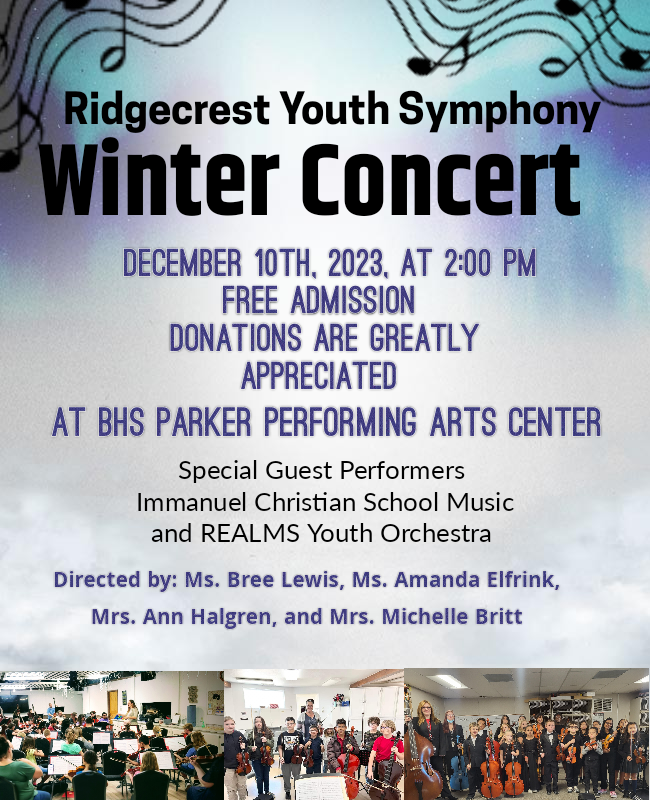 Ridgecrest Youth Symphony
Winter Concert
DECEMBER 10TH, 2023, AT 2:00 PM
FREE ADMISSION
DONATIONS ARE GREATLY
APPRECIATED
AT BHS PARKER PERFORMING ARTS CENTER
Special Guest Performers
Immanuel Christian School Music
and REALMS Youth Orchestra
Directed by: Ms. Bree Lewis, Ms. Amanda Elfrink,
Mrs. Ann Halgren, and Mrs. Michelle Britt